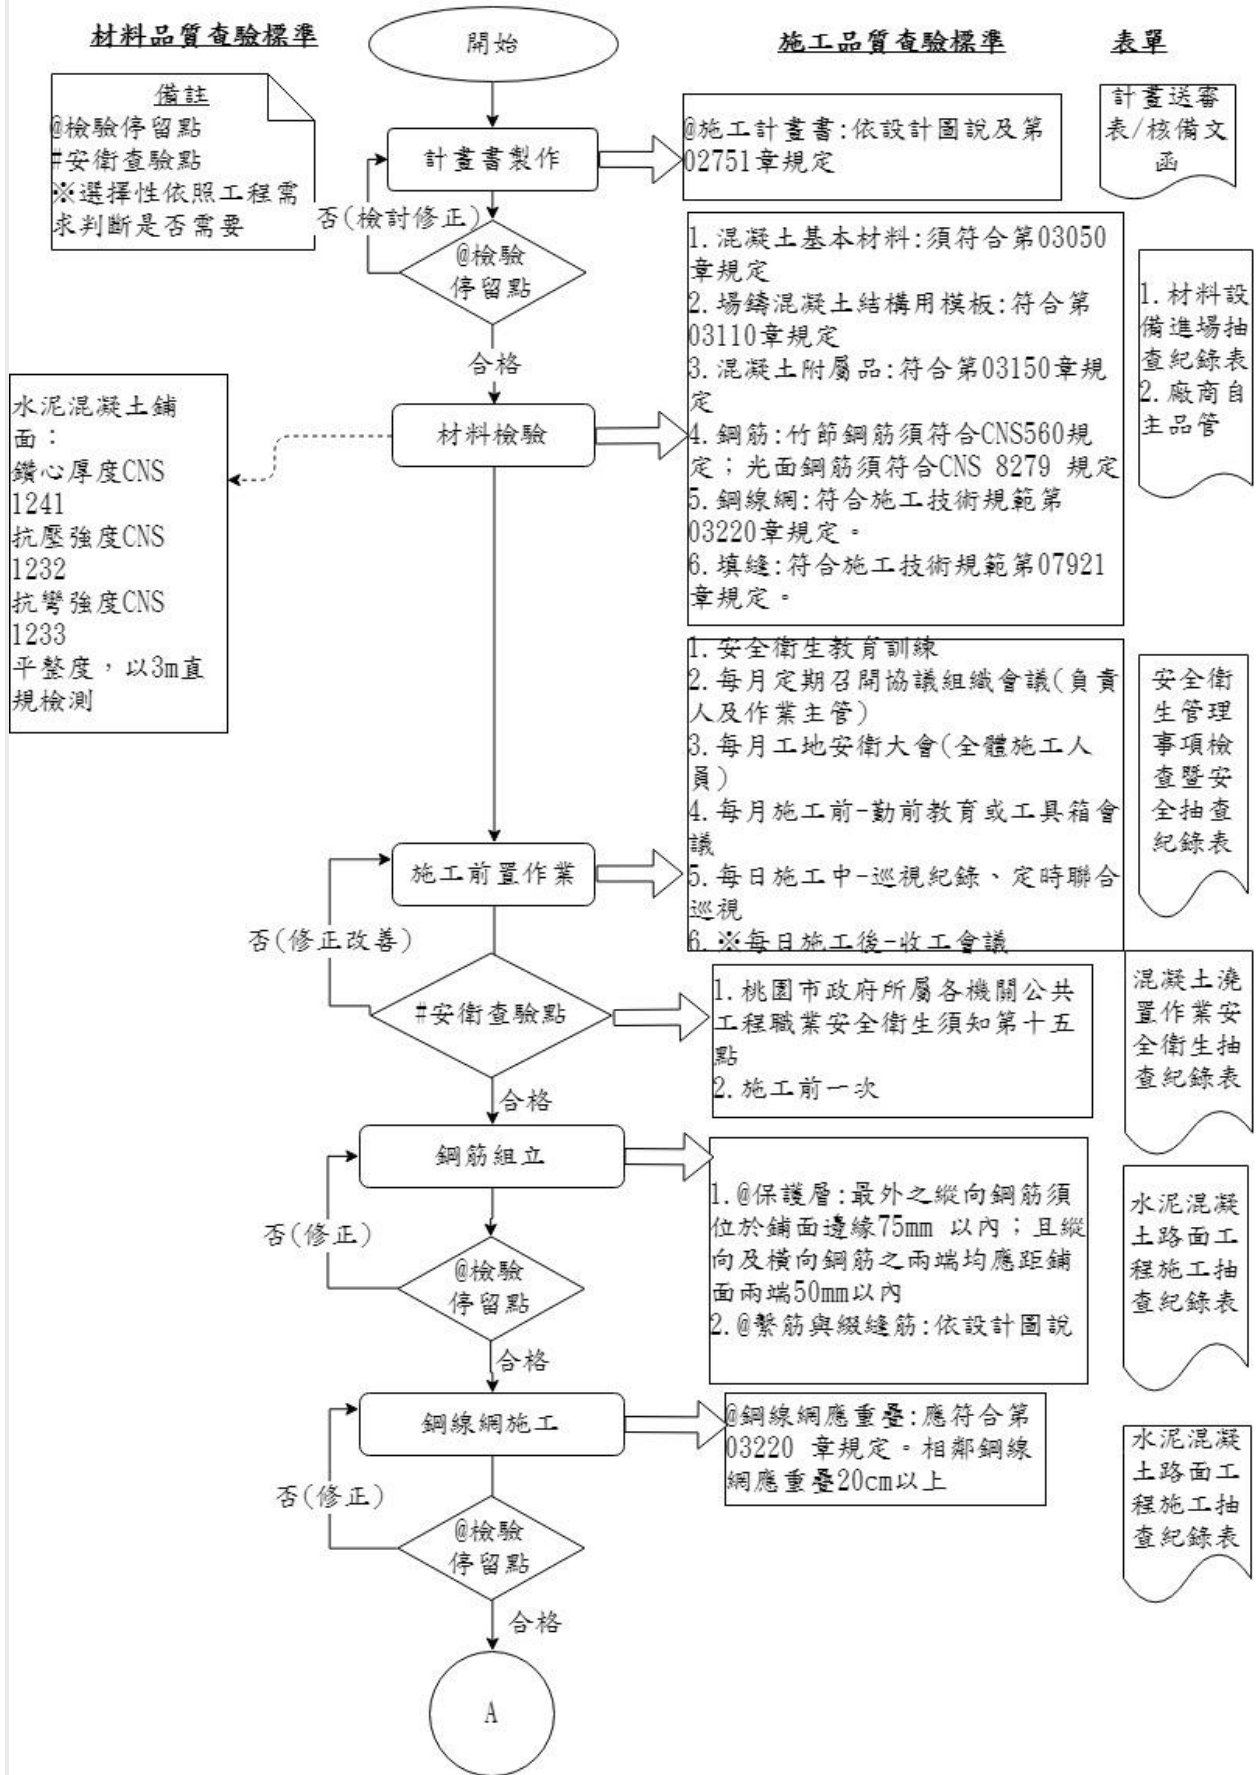 材料品質查驗標準
開始
施工品質查驗標準
表單
備註
@檢驗停留點
#安衛查驗點
※選擇性依照工程需
求判斷是否需要
計畫書製作
@施工計畫書:依設計圖說及第
02751章規定
計畫送審
表/核備文
函
否(檢討修正)
@檢驗
停留點
合格
1.混凝土基本材料:須符合第03050
章規定
2.場鑄混凝土結構用模板:符合第
03110章規定
3.混凝土附屬品:符合第03150章規
定
4.鋼筋:竹節鋼筋須符合CNS560規
定；光面鋼筋須符合CNS 8279 規定
5.鋼線網:符合施工技術規範第
03220章規定。
6.填縫:符合施工技術規範第07921
章規定。
1.材料設
備進場抽
查紀錄表
2.廠商自
主品管
材料檢驗
水泥混凝土鋪
面：
鑽心厚度CNS
1241
抗壓強度CNS
1232
抗彎強度CNS
1233
平整度，以3m直
規檢測
1.安全衛生教育訓練
2.每月定期召開協議組織會議(負責
人及作業主管)
3.每月工地安衛大會(全體施工人
員)
4.每月施工前-勤前教育或工具箱會
議
5.每日施工中-巡視紀錄、定時聯合
巡視
6.※每日施工後-收工會議
安全衛
生管理
事項檢
查暨安
全抽查
紀錄表
施工前置作業
否(修正改善)
#安衛查驗點
合格
1.桃園市政府所屬各機關公共
工程職業安全衛生須知第十五
點
2.施工前一次
混凝土澆
置作業安
全衛生抽
查紀錄表
鋼筋組立
否(修正)
@檢驗
停留點
合格
1.@保護層:最外之縱向鋼筋須
位於鋪面邊緣75mm 以內；且縱
向及橫向鋼筋之兩端均應距鋪
面兩端50mm以內
2.@繫筋與綴縫筋:依設計圖說
水泥混凝
土路面工
程施工抽
查紀錄表
鋼線網施工
否(修正)
@檢驗
停留點
合格
@鋼線網應重疊:應符合第
03220 章規定。相鄰鋼線
網應重疊20cm以上
水泥混凝
土路面工
程施工抽
查紀錄表
A